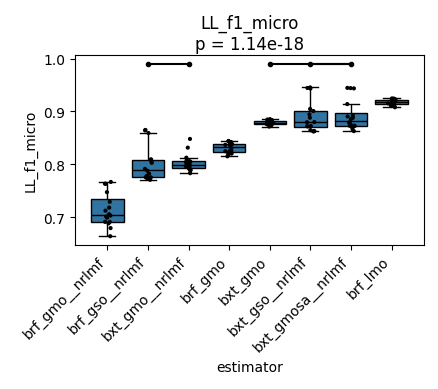 LL_f1_micro
p = 1.14e-18
1.0
0.9
0.8
0.7
LL_f1_micro
brf_gmo__nrlmf
brf_gso__nrlmf
bxt_gmo__nrlmf
brf_gmo
bxt_gmo
bxt_gso__nrlmf
bxt_gmosa__nrlmf
brf_lmo
estimator